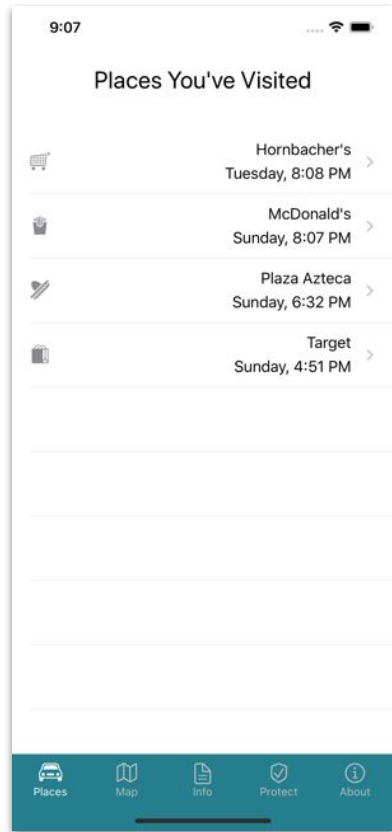 9:07
Places You've Visited
Hornbacher's
Tuesday, 8:08 PM
McDonald's
Sunday, 8:07 PM
Plaza Azteca
Sunday, 6:32 PM
Target
Sunday, 4:51 PM
Places Map Info Protect About